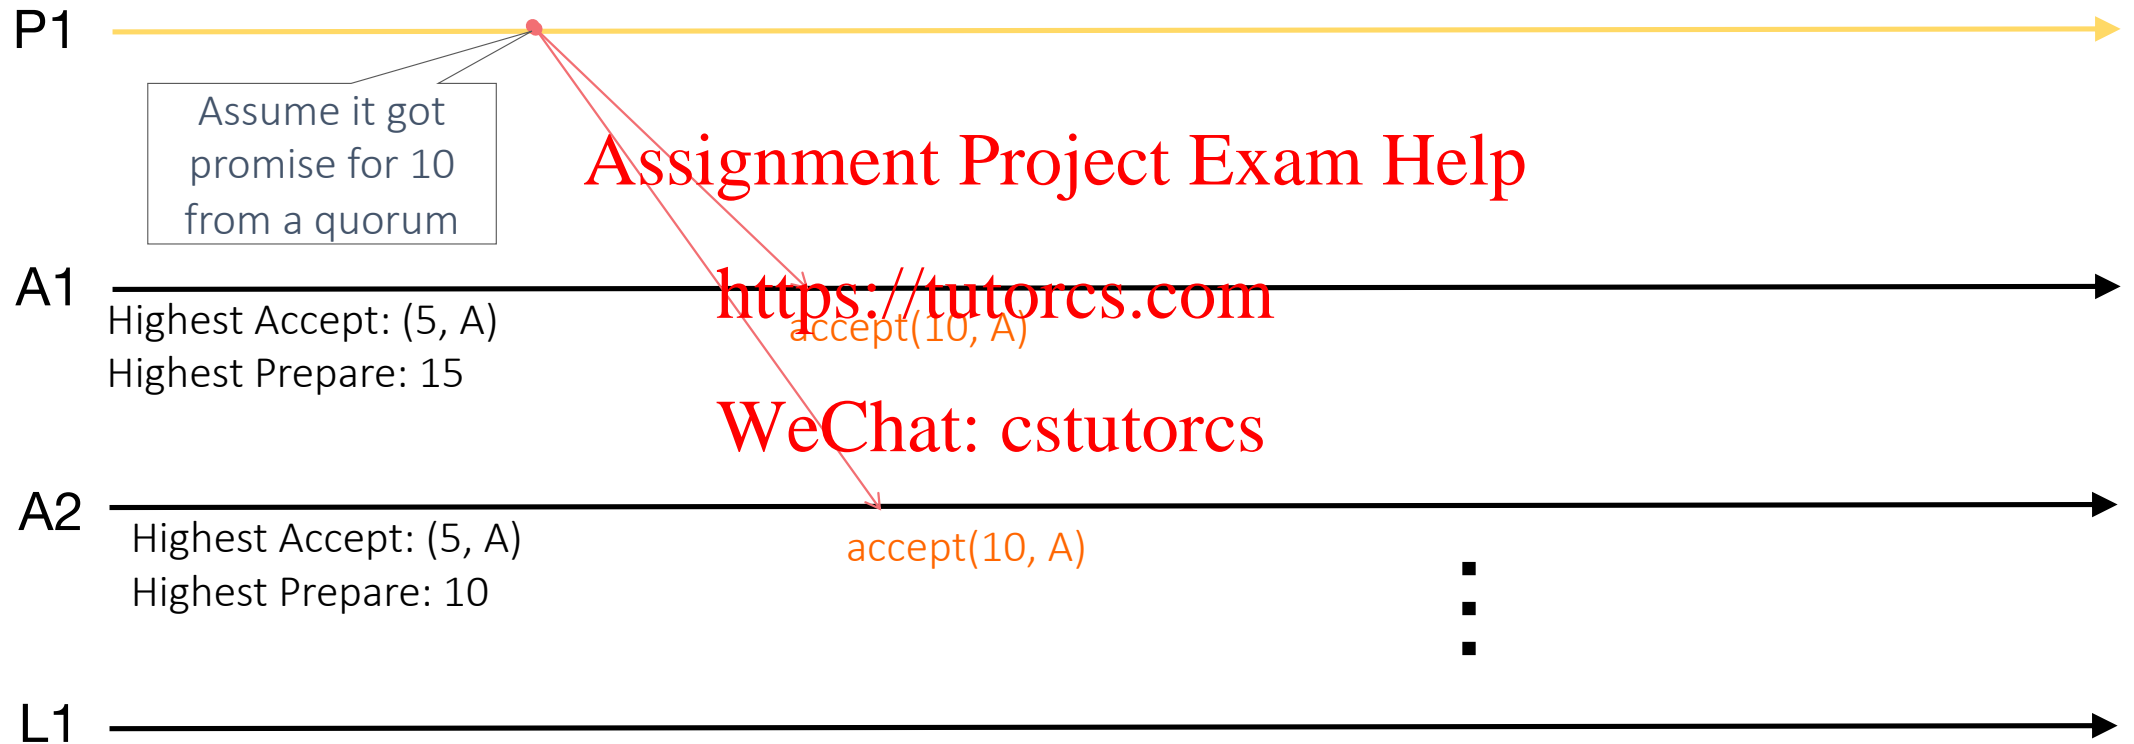 P1
Assume it got
promise for 10
from a quorum
Assignment Project Exam Help
A1
https://tutorcs.com
Highest Accept: (5, A)
accept(10, A)
Highest Prepare: 15
WeChat: cstutorcs
A2
Highest Accept: (5, A)
accept(10, A)
Highest Prepare: 10
L1